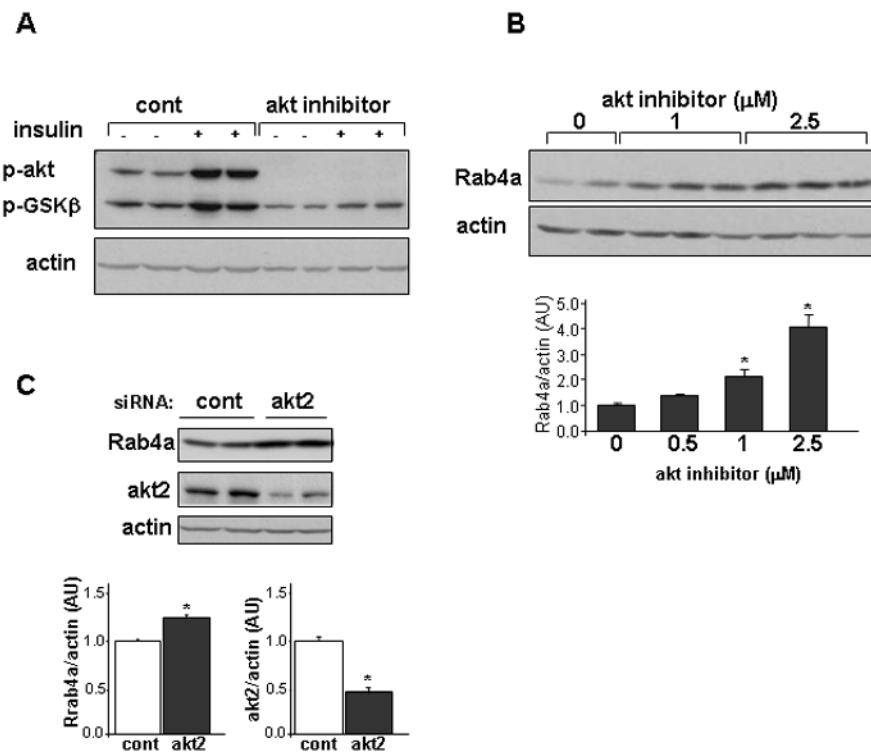 A
cont akt inhibitor
insulin - - + + - - + +
p-akt
p-GSKβ
actin
B
akt inhibitor (μM)
0 1 2.5
Rab4a
actin
Rab4a/actin (AU)
5.0
4.0
3.0
2.0
1.0
0.0
*
*
0 0.5 1 2.5
akt inhibitor (μM)
C
siRNA: cont akt2
Rab4a
akt2
actin
Rrab4a/actin (AU)
1.5
1.0
0.5
0.0
*
cont akt2
akt2/actin (AU)
1.5
1.0
0.5
0.0
*
cont akt2